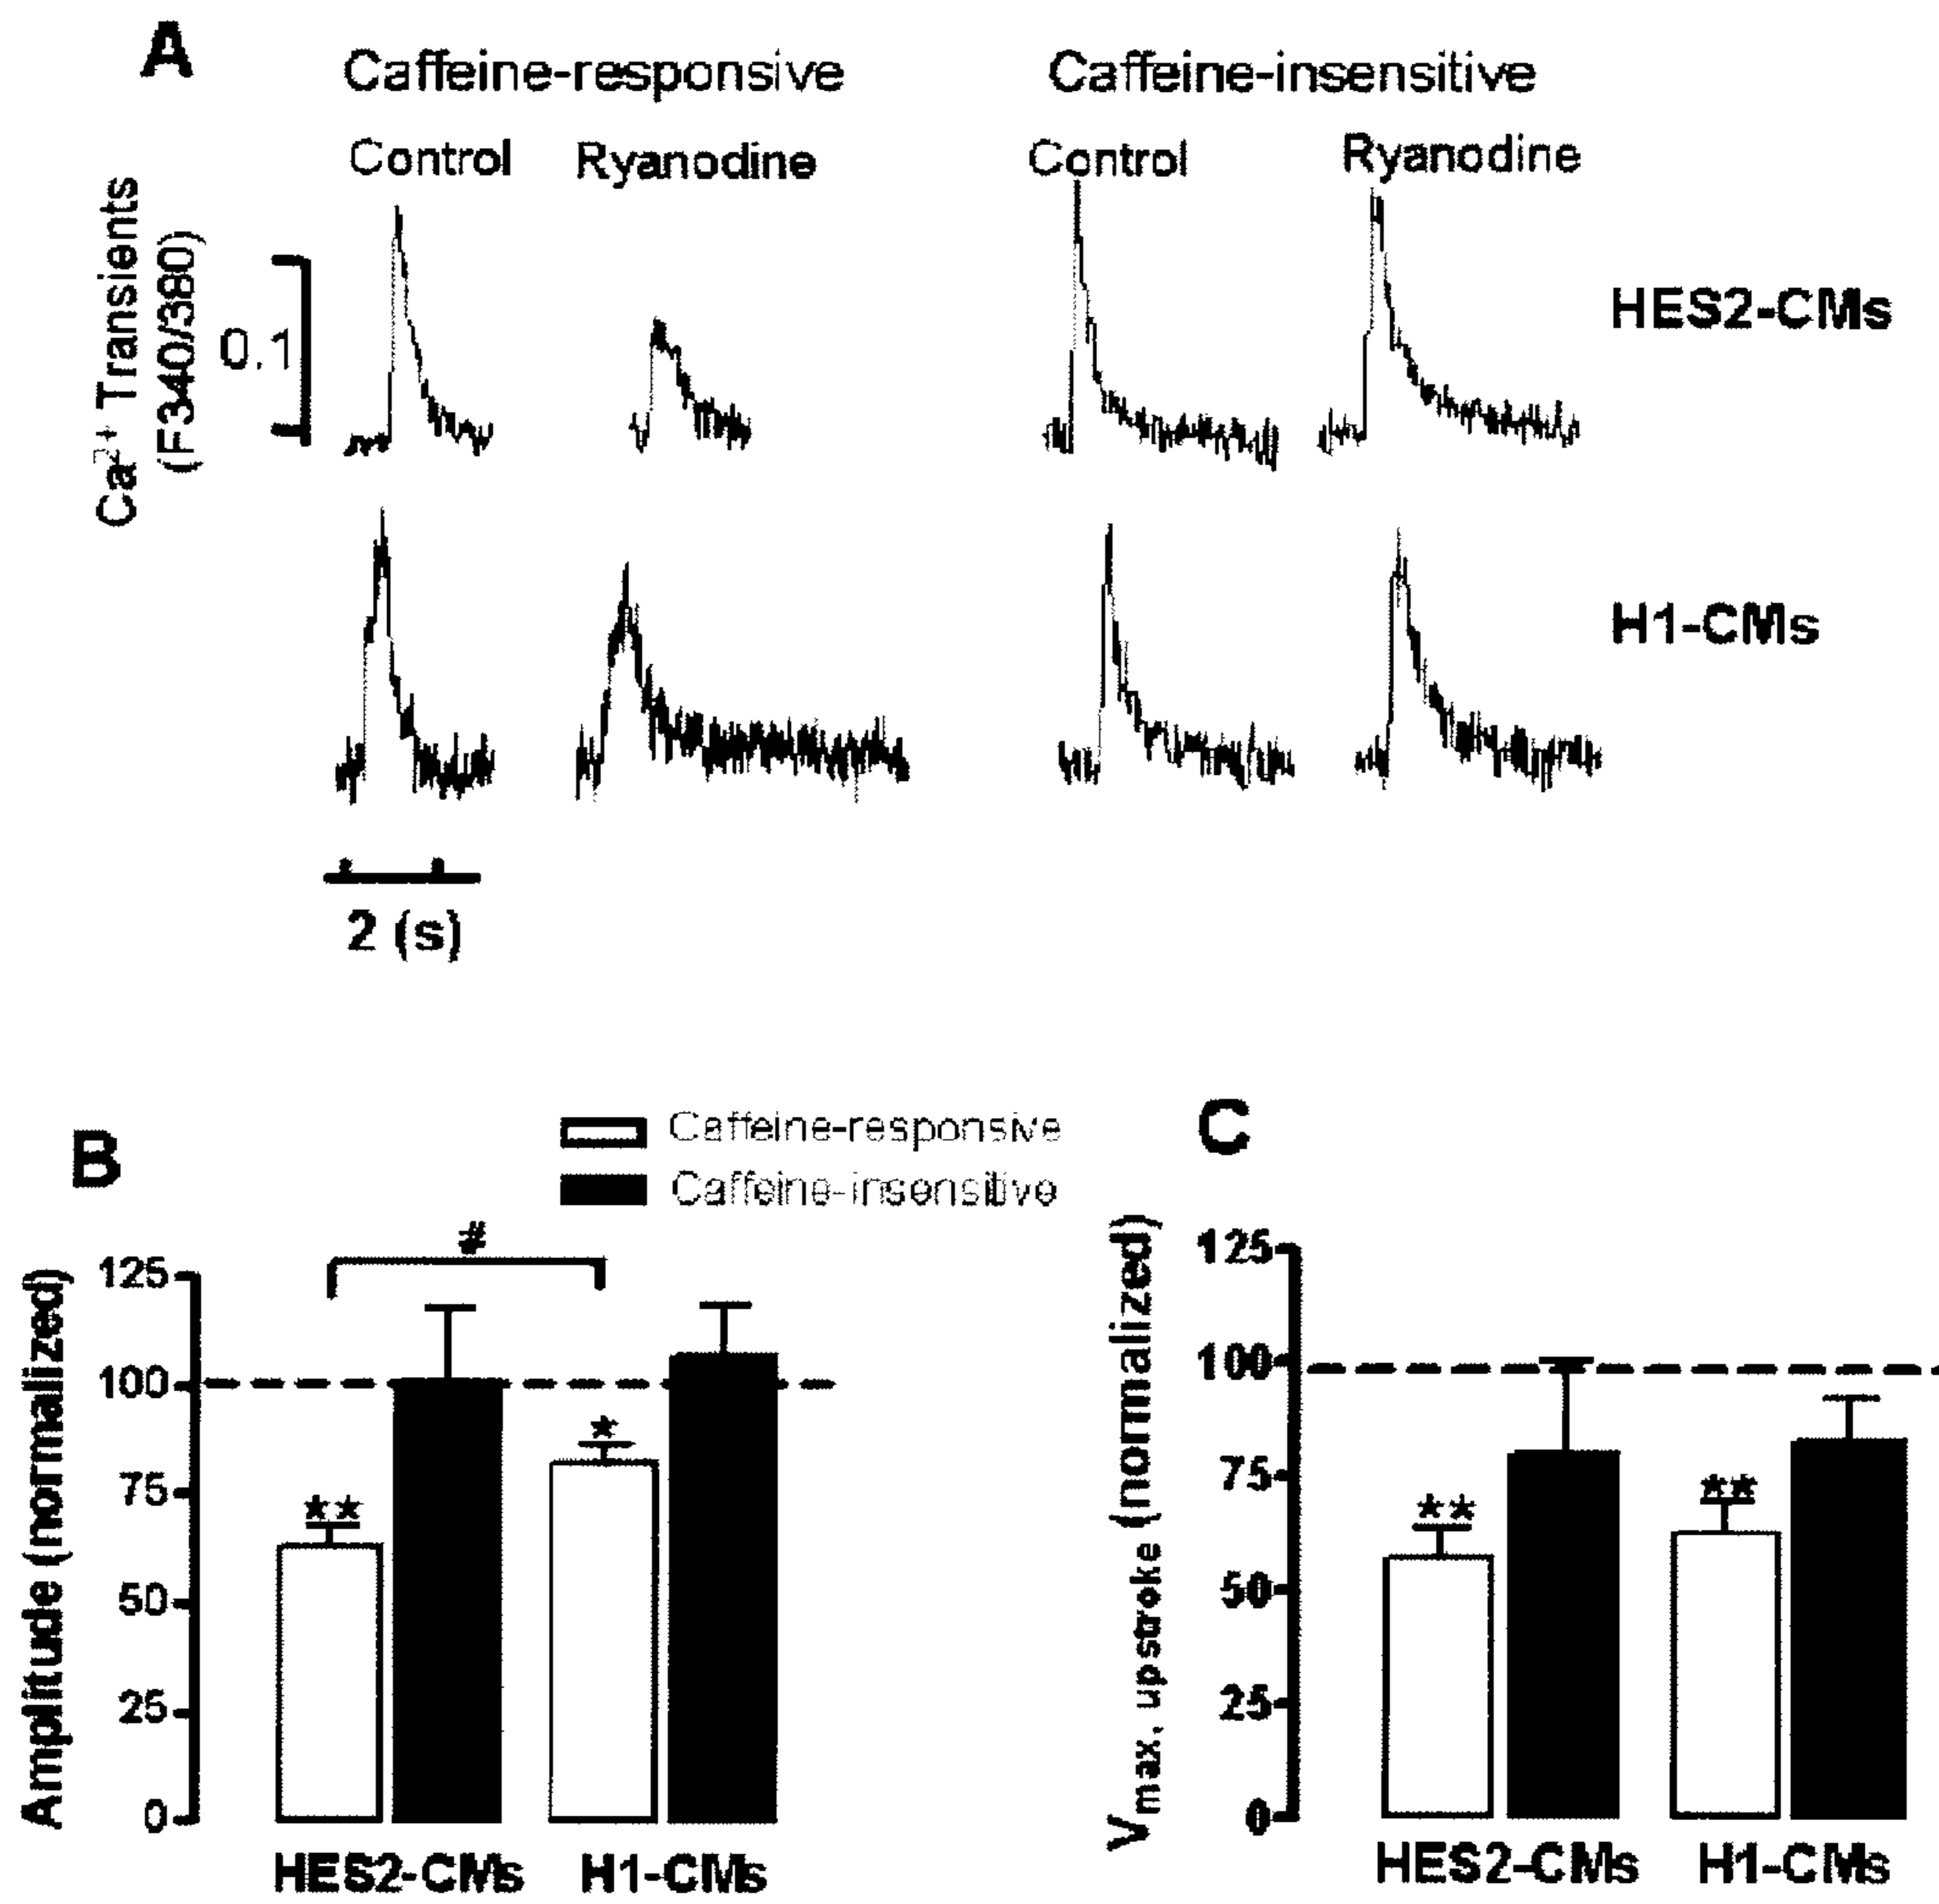 A
Caffeine-responsive
Caffeine-insensitive
Control
Ryanodine
Control
Ryanodine
Ca2+ Transients
(F340/380)
0.1
HES2-CMs
H1-CMs
2 (s)
B
Caffeine-responsive
Caffeine-insensitive
Amplitude (normalized)
#
125
100
75
50
25
0
**
*
HES2-CMs
H1-CMs
C
Vmax, upstroke (normalized)
125
100
75
50
25
0
**
**
HES2-CMs
H1-CMs